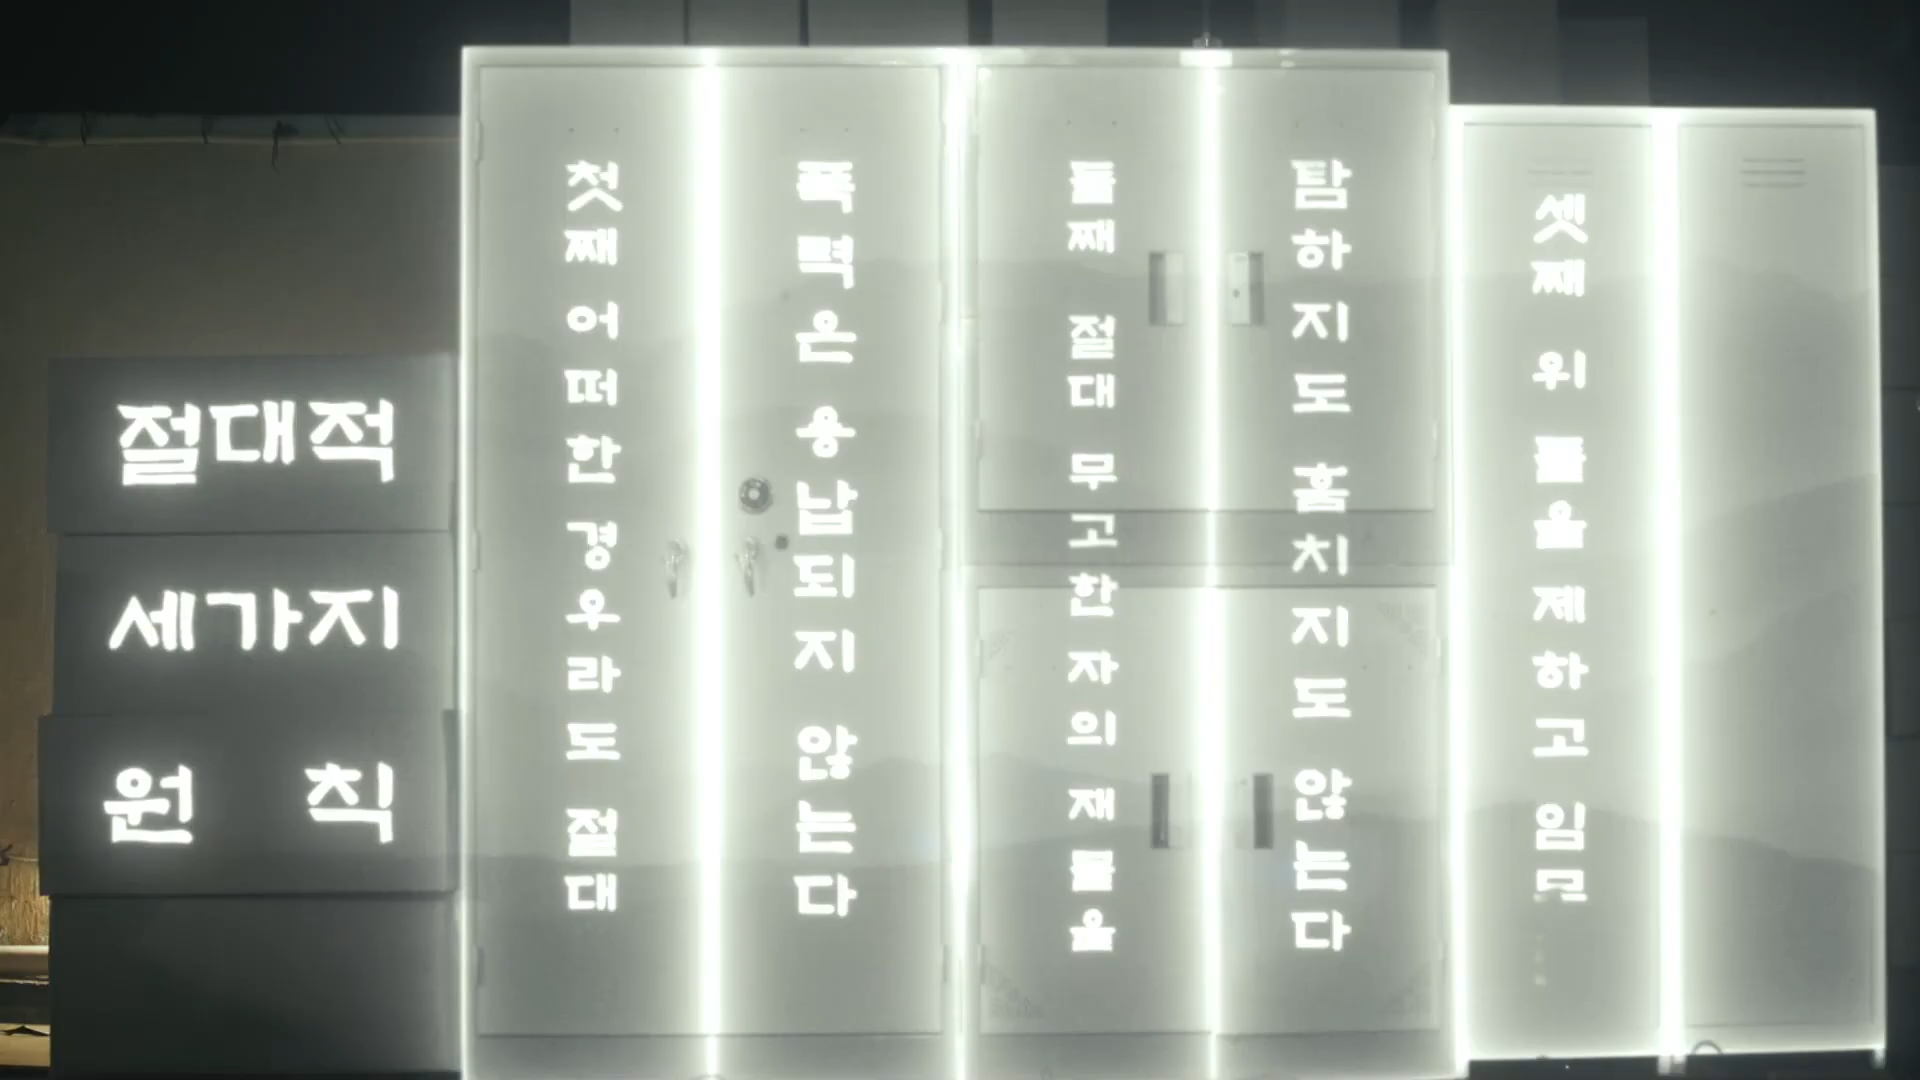 절대적
세가지
원 칙
첫째 어떠한 경우라도 절대
폭력은 용납되지 않는다
둘째 절대 무고한 자의 재물을
탐하지도 훔치지도 않는다
셋째 위 둘을 제하고